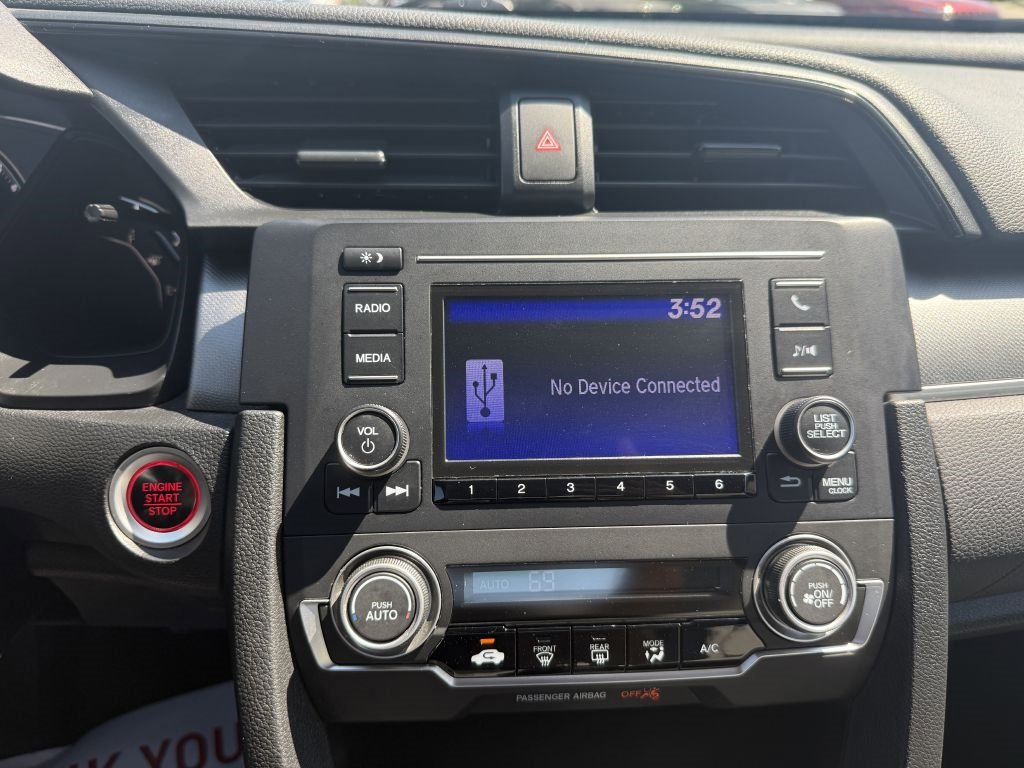 RADIO
MEDIA
VOL
3:52
No Device Connected
1 2 3 4 5 6
LIST
PUSH
SELECT
MENU
CLOCK
ENGINE
START
STOP
PUSH
AUTO
AUTO 69
PUSH
ON/
OFF
FRONT
REAR
MODE
A/C
PASSENGER AIRBAG OFF
YOU